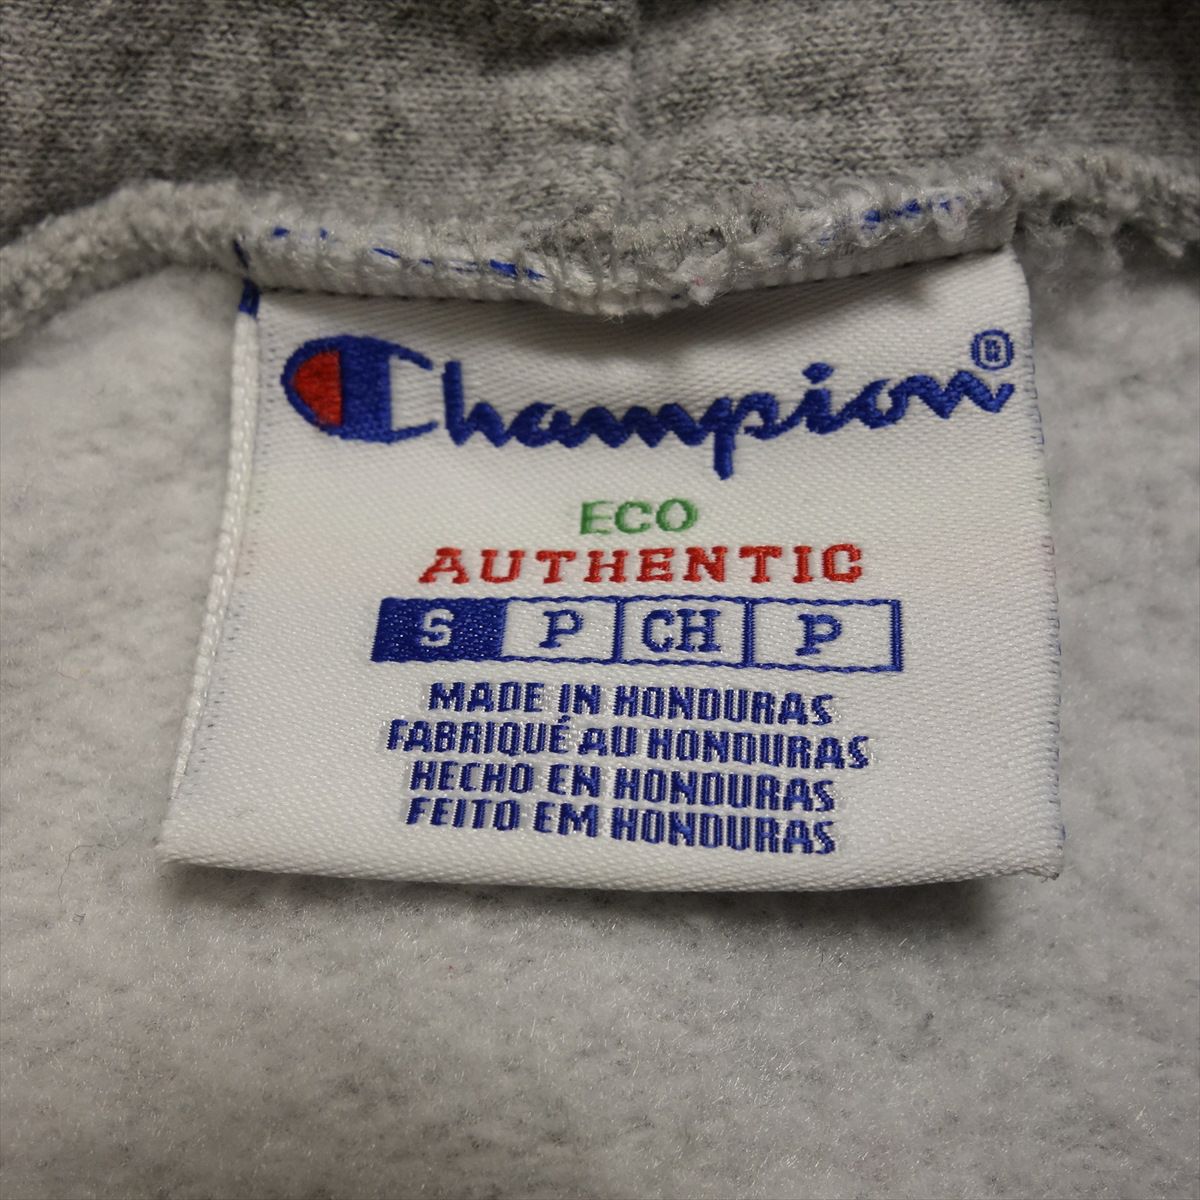 Champion®
ECO
AUTHENTIC
S P CH P
MADE IN HONDURAS
FABRIQUÉ AU HONDURAS
HECHO EN HONDURAS
FEITO EM HONDURAS